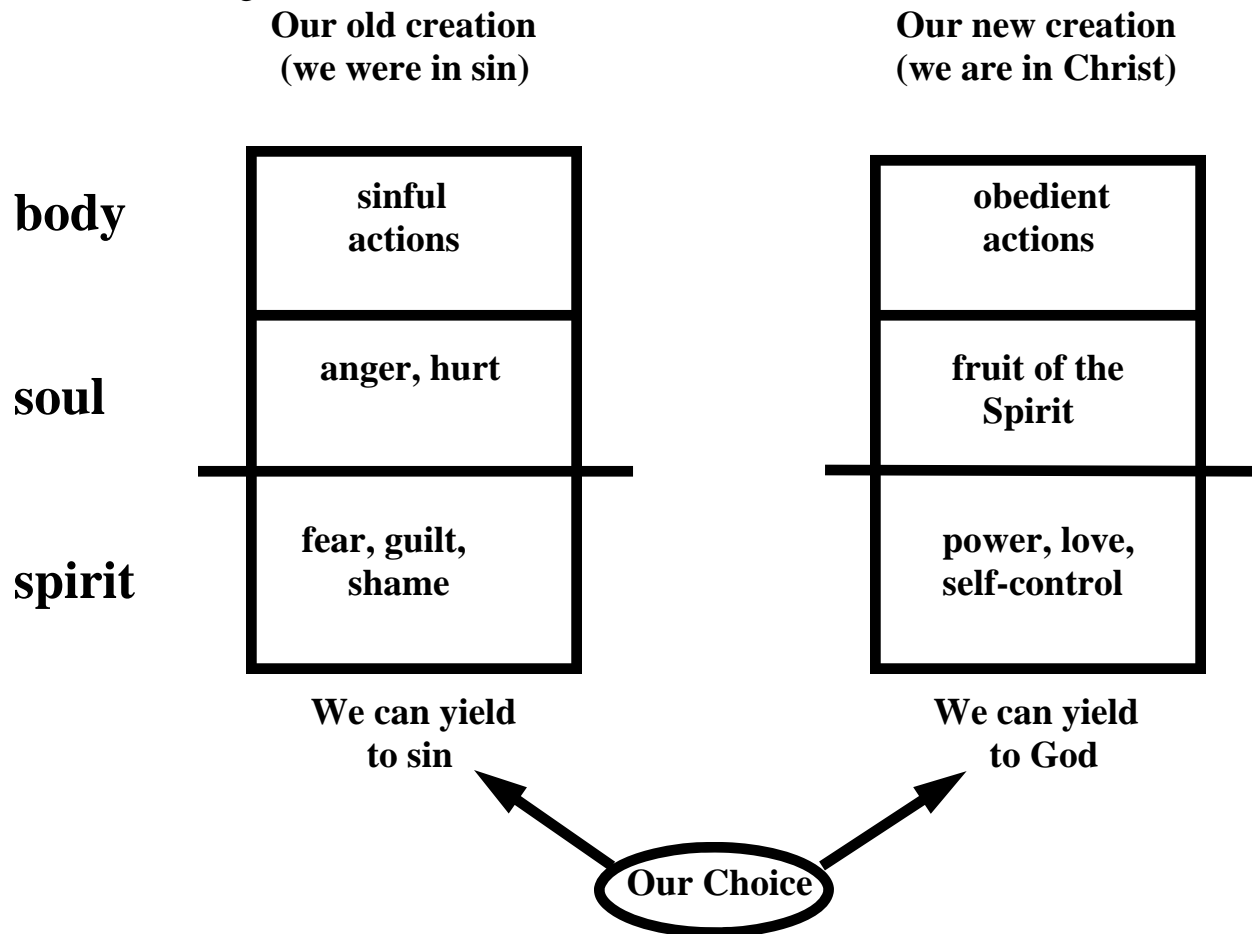 Our old creation
(we were in sin)
Our new creation
(we are in Christ)
body
sinful
actions
obedient
actions
soul
anger, hurt
fruit of the
Spirit
spirit
fear, guilt,
shame
power, love,
self-control
We can yield
to sin
We can yield
to God
Our Choice